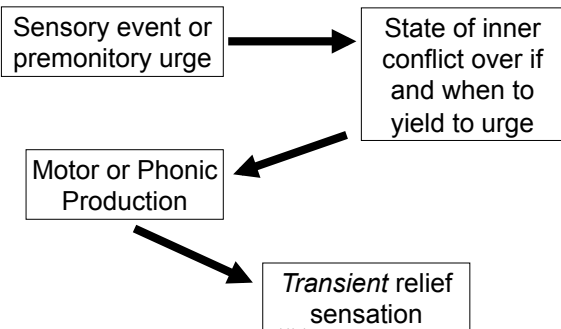 Sensory event or
premonitory urge
State of inner
conflict over if
and when to
yield to urge
Motor or Phonic
Production
Transient relief
sensation